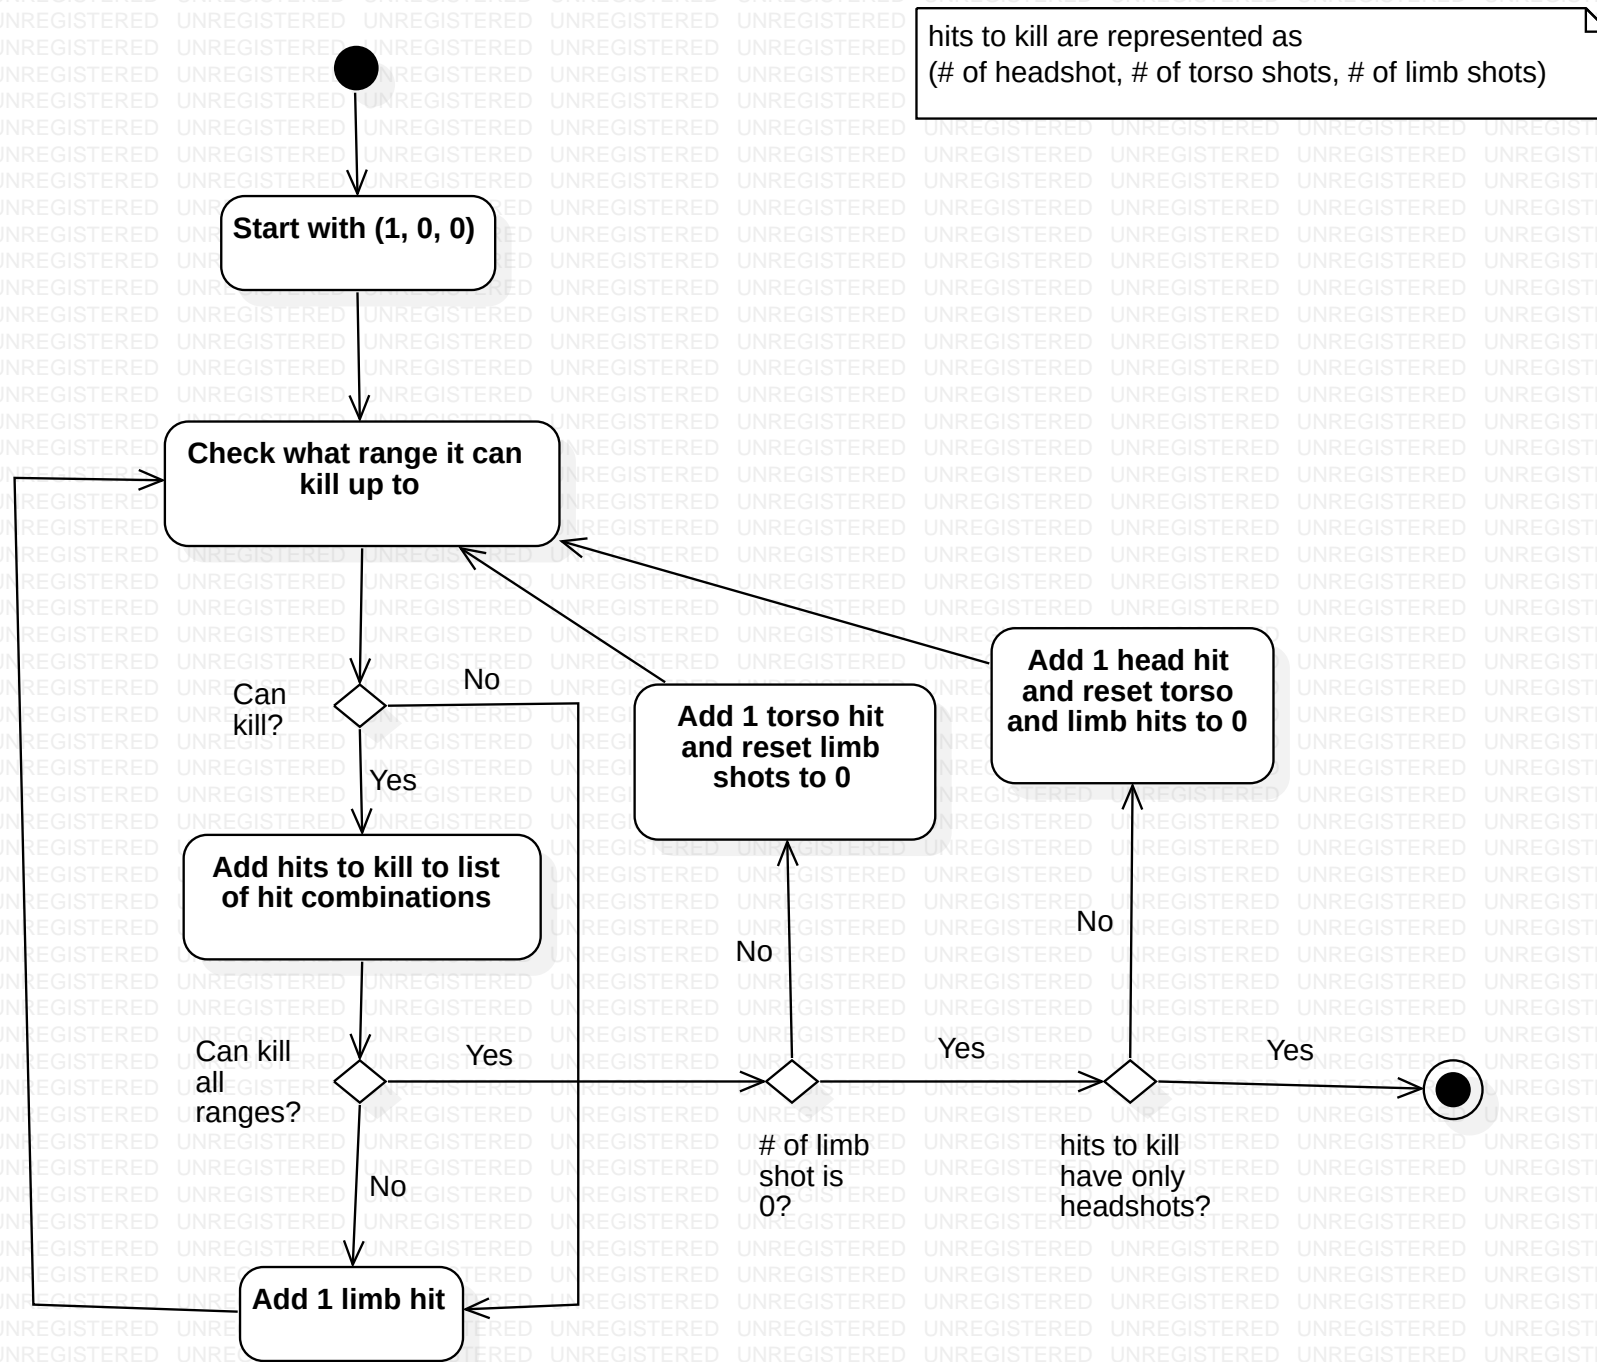 hits to kill are represented as
(# of headshot, # of torso shots, # of limb shots)
Start with (1, 0, 0)
Check what range it can
kill up to
Can
kill?
No
Yes
Add 1 torso hit
and reset limb
shots to 0
Add 1 head hit
and reset torso
and limb hits to 0
Add hits to kill to list
of hit combinations
No
No
Can kill
all
ranges?
Yes
Yes
Yes
# of limb
shot is
0?
hits to kill
have only
headshots?
No
Add 1 limb hit
UNREGISTERED